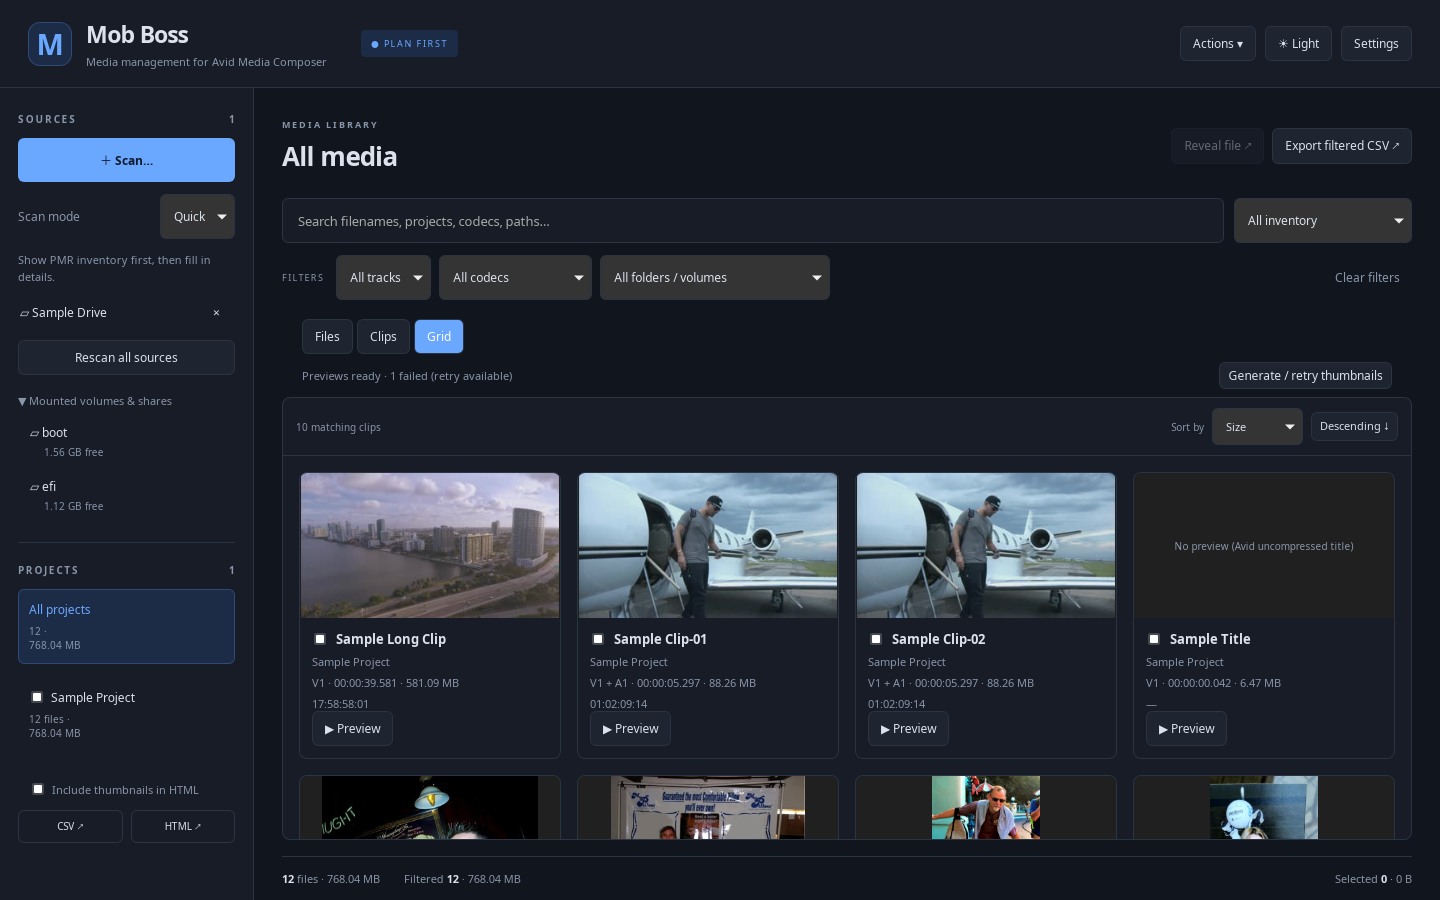 M
Mob Boss
Media management for Avid Media Composer
● PLAN FIRST
Actions ▾
☀ Light
Settings
SOURCES 1
+ Scan...
Scan mode
Quick
Show PMR inventory first, then fill in
details.
▱ Sample Drive ×
Rescan all sources
▼ Mounted volumes & shares
▱ boot
1.56 GB free
▱ efi
1.12 GB free
PROJECTS 1
All projects
12 ·
768.04 MB
Sample Project
12 files ·
768.04 MB
Include thumbnails in HTML
CSV ↗
HTML ↗
MEDIA LIBRARY
All media
Reveal file ↗
Export filtered CSV ↗
Search filenames, projects, codecs, paths...
All inventory
FILTERS
All tracks
All codecs
All folders / volumes
Clear filters
Files
Clips
Grid
Previews ready · 1 failed (retry available)
Generate / retry thumbnails
10 matching clips
Sort by
Size
Descending ↓
Sample Long Clip
Sample Project
V1 · 00:00:39.581 · 581.09 MB
17:58:58:01
▶ Preview
Sample Clip-01
Sample Project
V1 + A1 · 00:00:05.297 · 88.26 MB
01:02:09:14
▶ Preview
Sample Clip-02
Sample Project
V1 + A1 · 00:00:05.297 · 88.26 MB
01:02:09:14
▶ Preview
No preview (Avid uncompressed title)
Sample Title
Sample Project
V1 · 00:00:00.042 · 6.47 MB
—
▶ Preview
Guaranteed the most Comfortable
you'll ever own!
12 files · 768.04 MB
Filtered 12 · 768.04 MB
Selected 0 · 0 B